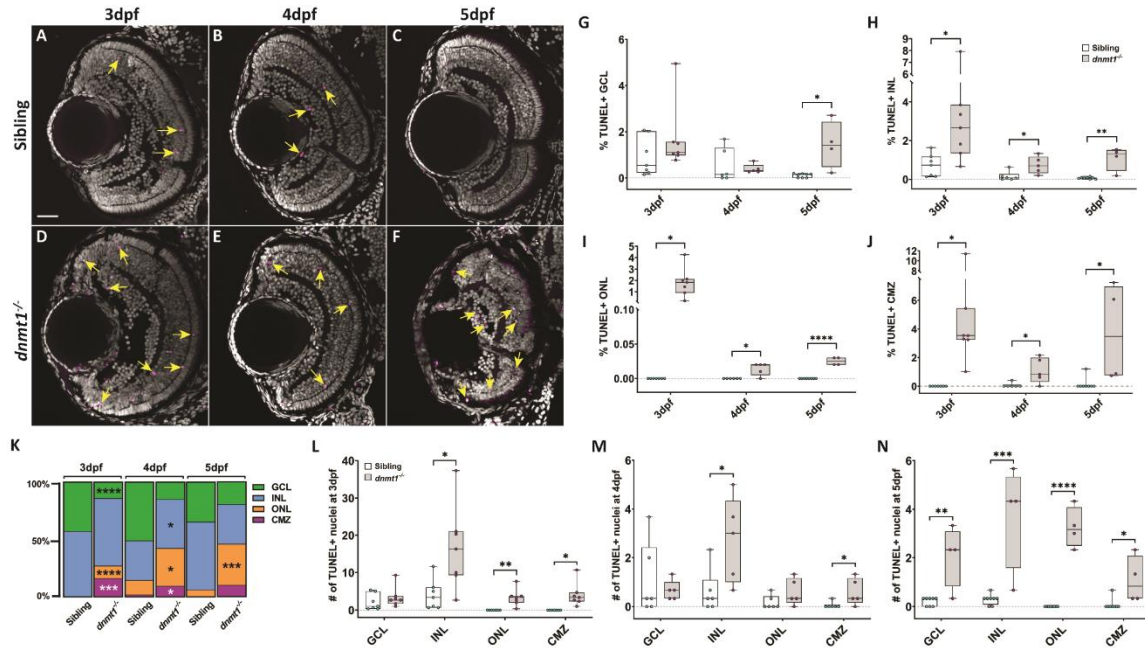 3dpf 4dpf 5dpf
Sibling
dnmt1-/-
A B C
D E F
G
% TUNEL+ GCL
6
4
2
0
*
3dpf 4dpf 5dpf
H
% TUNEL+ INL
9
8
7
6
4
2
0
* * **
Sibling
dnmt1-/-
3dpf 4dpf 5dpf
I
% TUNEL+ ONL
5
4
3
2
1
0
0.10
0.05
0.00
* * ****
3dpf 4dpf 5dpf
J
% TUNEL+ CMZ
12
10
8
6
4
2
0
* * *
3dpf 4dpf 5dpf
K
3dpf 4dpf 5dpf
100%
50%
0%
**** * * *** **** *** *
GCL
INL
ONL
CMZ
Sibling dnmt1-/- Sibling dnmt1-/- Sibling dnmt1-/-
L
# of TUNEL+ nuclei at 3dpf
40
30
20
10
0
Sibling
dnmt1-/-
* ** *
GCL INL ONL CMZ
M
# of TUNEL+ nuclei at 4dpf
6
4
2
0
* *
GCL INL ONL CMZ
N
# of TUNEL+ nuclei at 5dpf
6
4
2
0
** *** **** *
GCL INL ONL CMZ